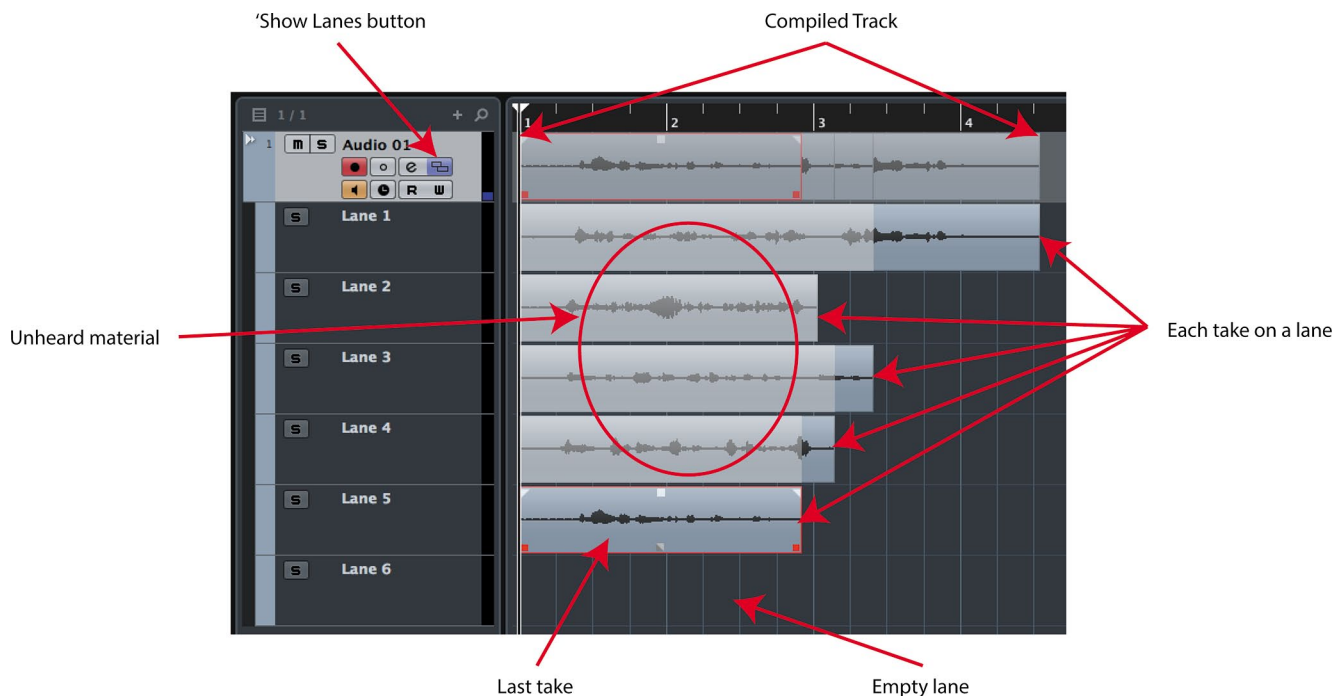 ‘Show Lanes button
Compiled Track
1 / 1 +
1 2 3 4
1 m S Audio 01
e
R W
S Lane 1
S Lane 2
Unheard material
Each take on a lane
S Lane 3
S Lane 4
S Lane 5
S Lane 6
Last take
Empty lane